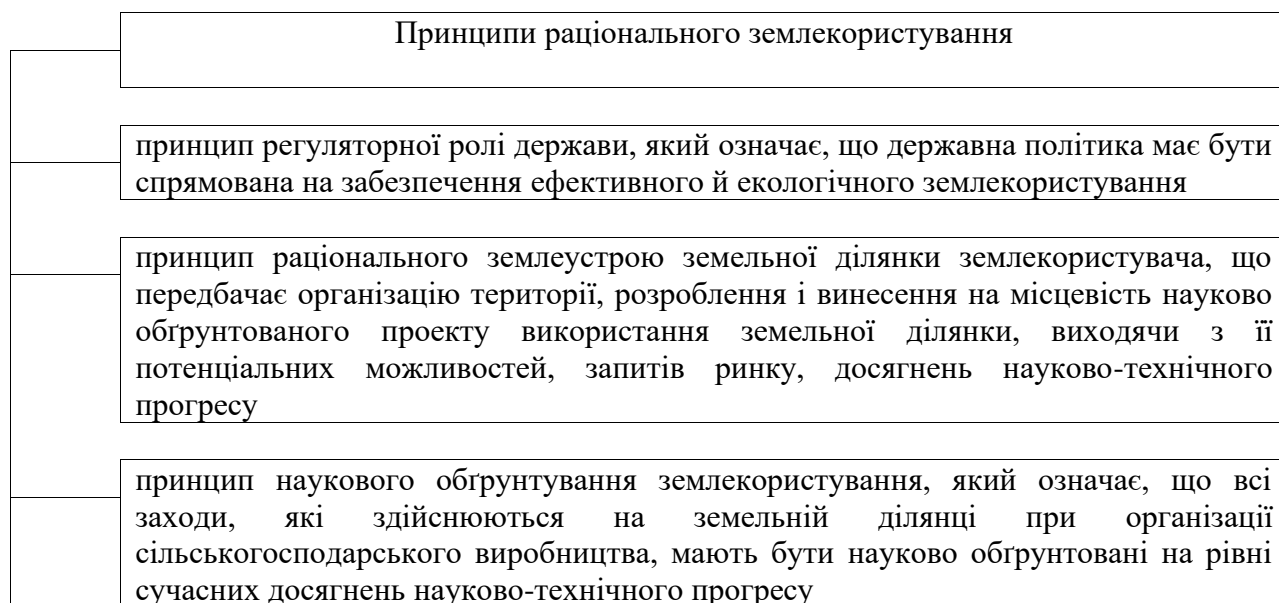 Принципи раціонального землекористування
принцип регуляторної ролі держави, який означає, що державна політика має бути
спрямована на забезпечення ефективного й екологічного землекористування
принцип раціонального землеустрою земельної ділянки землекористувача, що
передбачає організацію території, розроблення і винесення на місцевість науково
обґрунтованого проекту використання земельної ділянки, виходячи з її
потенціальних можливостей, запитів ринку, досягнень науково-технічного
прогресу
принцип наукового обґрунтування землекористування, який означає, що всі
заходи, які здійснюються на земельній ділянці при організації
сільськогосподарського виробництва, мають бути науково обґрунтовані на рівні
сучасних досягнень науково-технічного прогресу